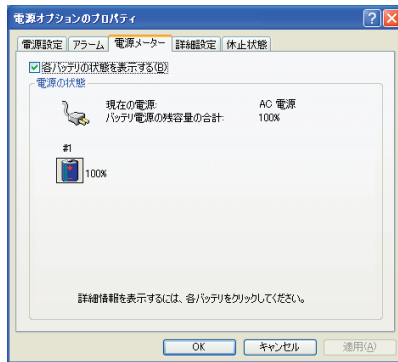 電源オプションのプロパティ
電源設定 アラーム 電源メーター 詳細設定 休止状態
各バッテリの状態を表示する(B)
電源の状態
現在の電源: AC 電源
バッテリ電源の残容量の合計: 100%
#1
100%
詳細情報を表示するには、各バッテリをクリックしてください。
OK キャンセル 適用(A)